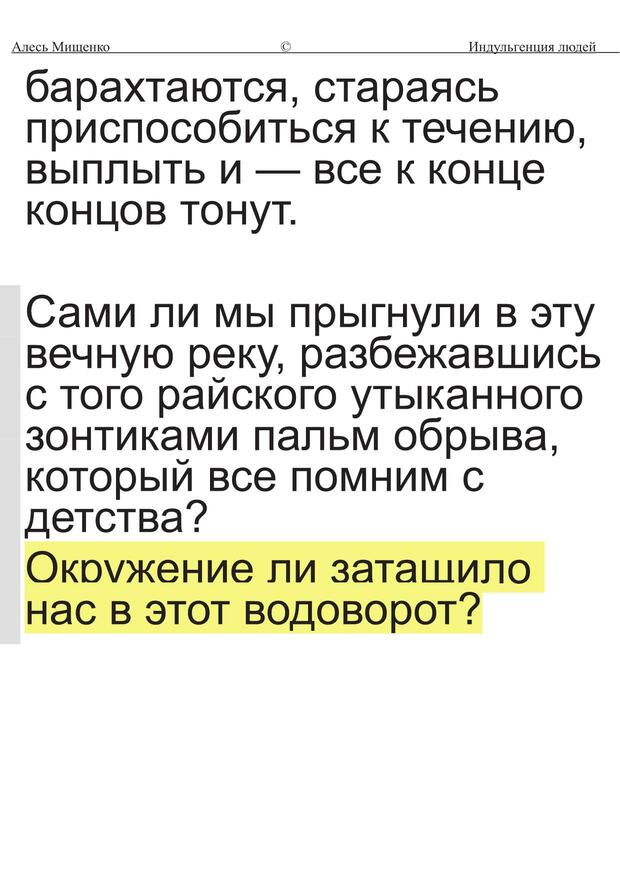 Алесь Мищенко © Индульгенция людей
барахтаются, стараясь
приспособиться к течению,
выплыть и — все к конце
концов тонут.
Сами ли мы прыгнули в эту
вечную реку, разбежавшись
с того райского утыканного
зонтиками пальм обрыва,
который все помним с
детства?
Окружение ли затащило
нас в этот водоворот?